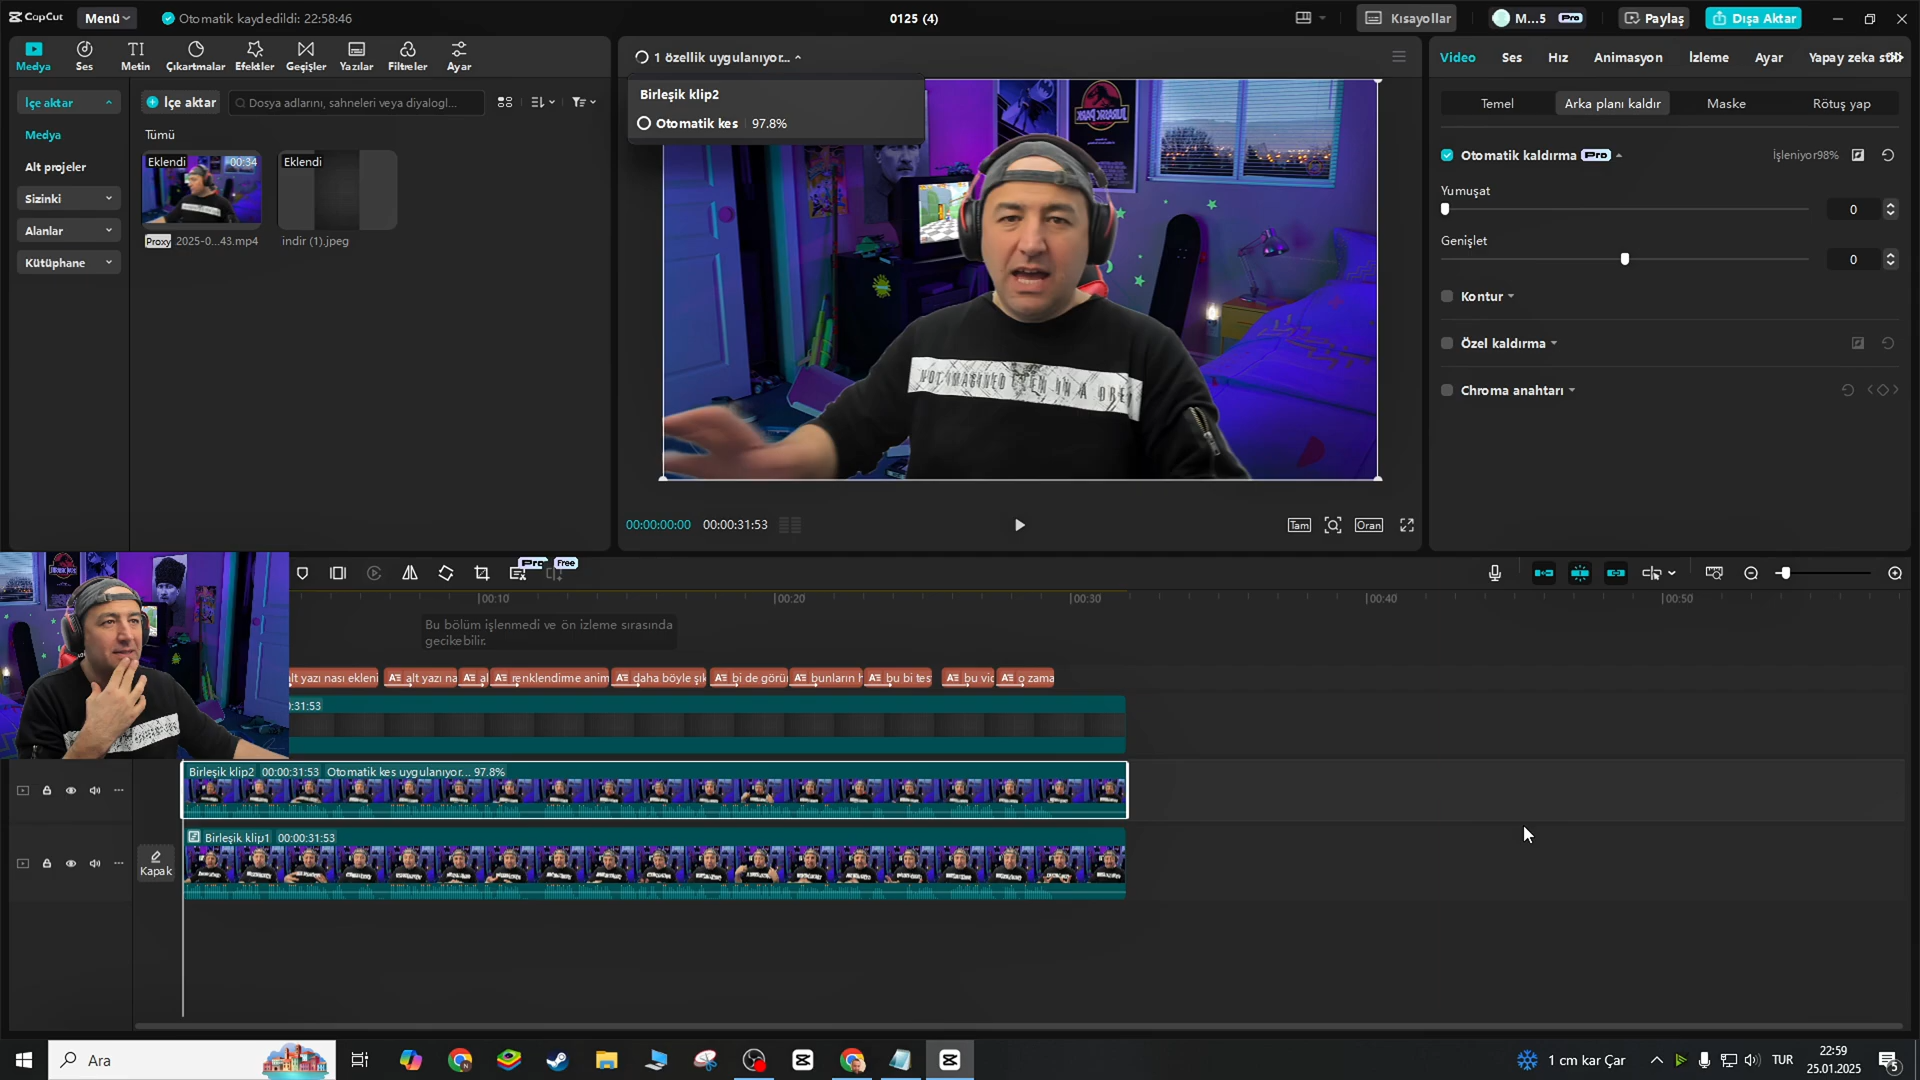 CapCut
Menü
Otomatik kaydedildi: 22:58:46
0125 (4)
Kısayollar
M...5
Pro
Paylaş
Dışa Aktar
Medya
Ses
Metin
Çıkartmalar
Efektler
Geçişler
Yazılar
Filtreler
Ayar
İçe aktar
Medya
Alt projeler
Sizinki
Alanlar
Kütüphane
İçe aktar
Dosya adlarını, sahneleri veya diyalogl...
Tümü
Eklendi
00:34
Proxy
2025-0...43.mp4
Eklendi
indir (1).jpeg
1 özellik uygulanıyor...
Birleşik klip2
Otomatik kes
97.8%
00:00:00:00
00:00:31:53
Tam
Oran
Video
Ses
Hız
Animasyon
İzleme
Ayar
Yapay zeka
Temel
Arka planı kaldır
Maske
Rötuş yap
Otomatik kaldırma
Pro
İşleniyor98%
Yumuşat
0
Genişlet
0
Kontur
Özel kaldırma
Chroma anahtarı
Pro
Free
00:10
00:20
00:30
00:40
00:50
Bu bölüm işlenmedi ve ön izleme sırasında
gecikebilir.
alt yazı nası ekleni
alt yazı na
al
renklendirme anim
daha böyle şık
bi de görü
bunların h
bu bi tes
bu vid
o zama
0:31:53
Birleşik klip2
00:00:31:53
Otomatik kes uygulanıyor... 97.8%
Birleşik klip1
00:00:31:53
Kapak
Ara
1 cm kar Çar
TUR
22:59
25.01.2025
5